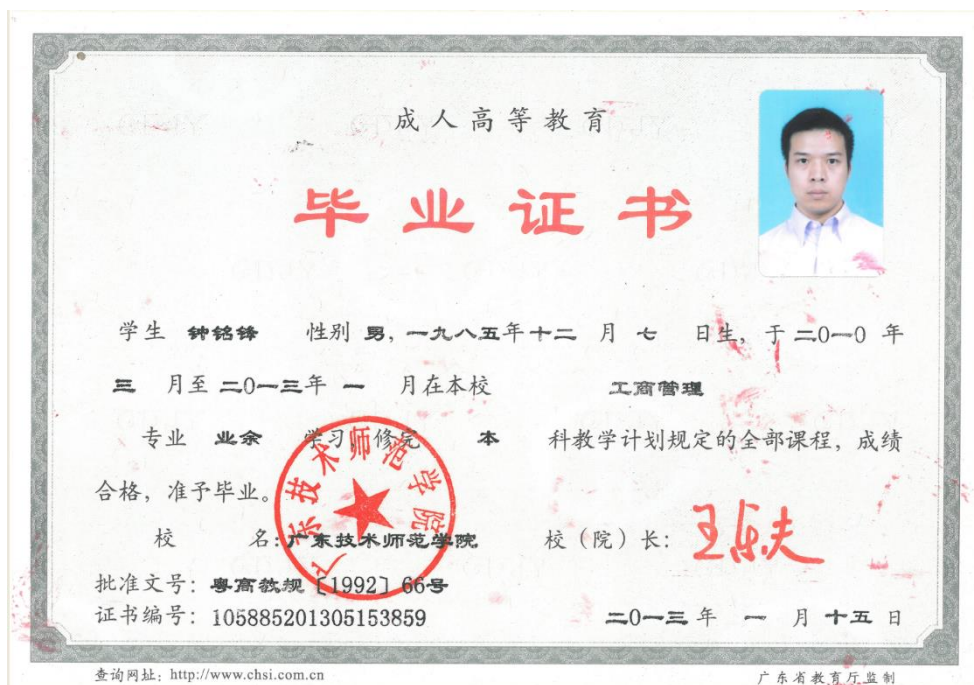 成人高等教育
毕业证书
学生 钟铭锋 性别 男，一九八五年十二 月 七 日生，于 二0一0 年
三 月至 二0一三年 一 月在本校 工商管理
专业 业余 学习，修完 本 科教学计划规定的全部课程，成绩
合格，准予毕业。
广东技术师范学院
校 名：广东技术师范学院 校（院）长：王乐夫
批准文号：粤高教规［1992］66号
证书编号：105885201305153859 二0一三 年 一 月 十五 日
查询网址：http://www.chsi.com.cn 广东省教育厅监制